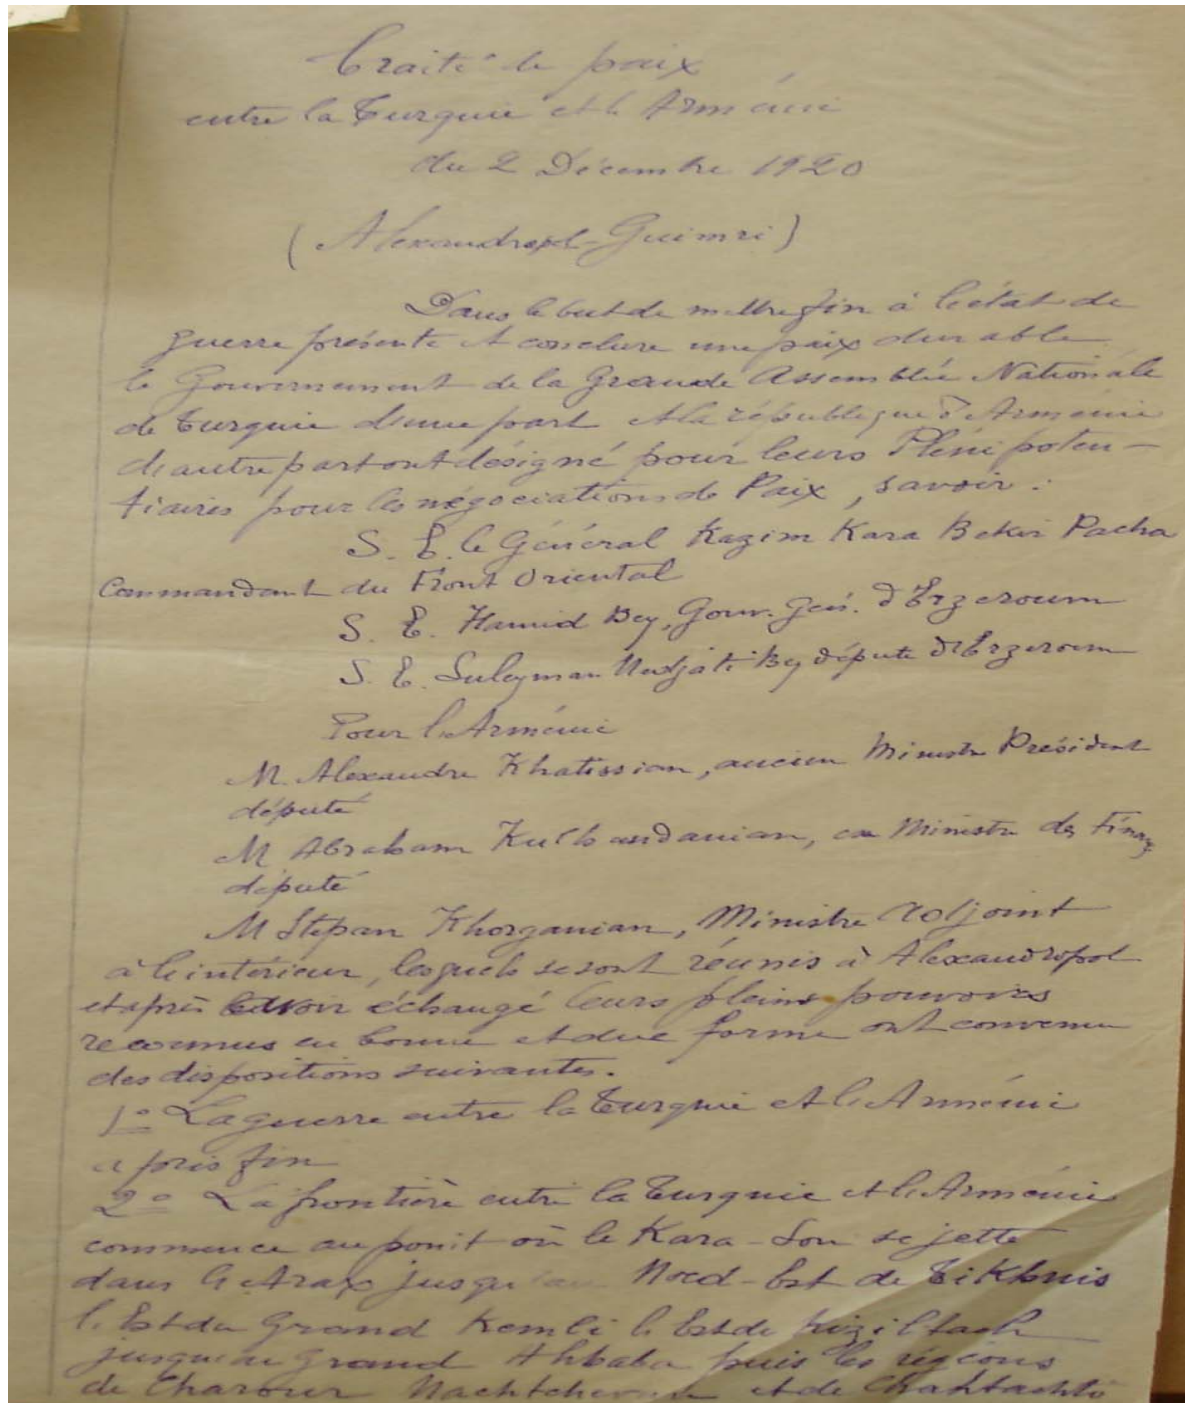 Traité de paix
entre la Turquie et l'Arménie
du 2 Décembre 1920
(Alexandropol-Guimri)
Dans le but de mettre fin à l'état de
guerre présente et conclure une paix durable
le Gouvernement de la Grande Assemblée Nationale
de Turquie d'une part et la république d'Arménie
d'autre part ont désigné pour leurs Plénipoten-
tiaires pour les négociations de Paix, savoir :
S. E. le Général Kazim Kara Bekir Pacha
Commandant du Front Oriental
S. E. Hamid Bey, Gouv. Gén. d'Erzeroum
S. E. Suleyman Nedjati Bey député d'Erzeroum
Pour l'Arménie
M. Alexandre Khatissian, ancien Ministre Président
député
M Abraham Kulkhandanian, ex Ministre des Finances
député
M Stepan Khorganian, Ministre Adjoint
à l'intérieur, lesquels se sont réunis à Alexandropol
et après avoir échangé leurs pleins pouvoirs
reconnus en bonne et due forme ont convenu
des dispositions suivantes.
1° La guerre entre la Turquie et l'Arménie
a pris fin
2° La frontière entre la Turquie et l'Arménie
commence au point où le Kara-Sou se jette
dans l'Arax jusqu'au Nord-Est de Tikhnis
l'Est du Grand Kemli l'Est de Kiziltach
jusqu'au Grand Ahbaba puis les régions
de Charour Nachtchevan et de Chahtachti